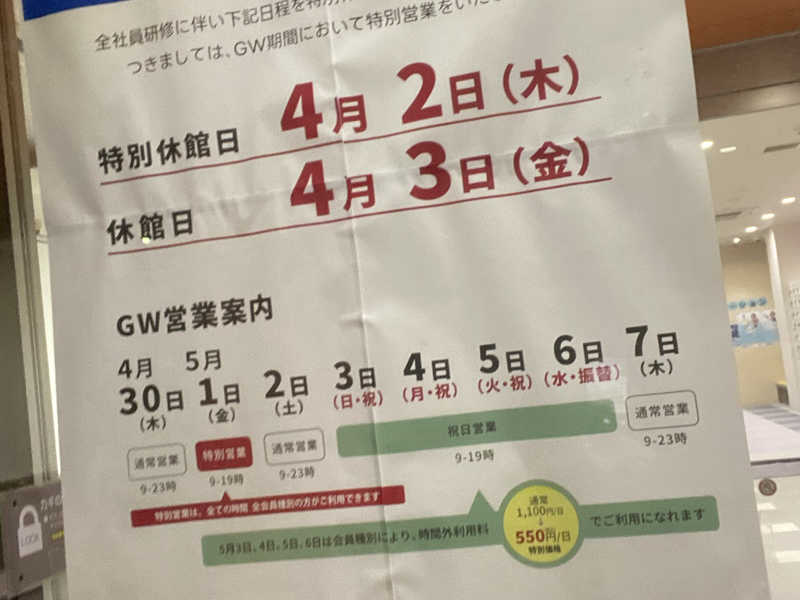 全社員研修に伴い下記日程を特別
つきましては、GW期間において特別営業をいた
特別休館日 4月 2日(木)
休館日 4月 3日(金)
GW営業案内
4月 5月
30日 1日 2日 3日 4日 5日 6日 7日
(木) (金) (土) (日・祝) (月・祝) (火・祝) (水・振替) (木)
通常営業 特別営業 通常営業 祝日営業 通常営業
9-23時 9-19時 9-23時 9-19時 9-23時
特別営業は、全ての時間 全会員種別の方がご利用できます
5月3日、4日、5日、6日は会員種別により、時間外利用料 通常 1,100円/日 ↓ 550円/日 特別価格 でご利用になれます
LOCK